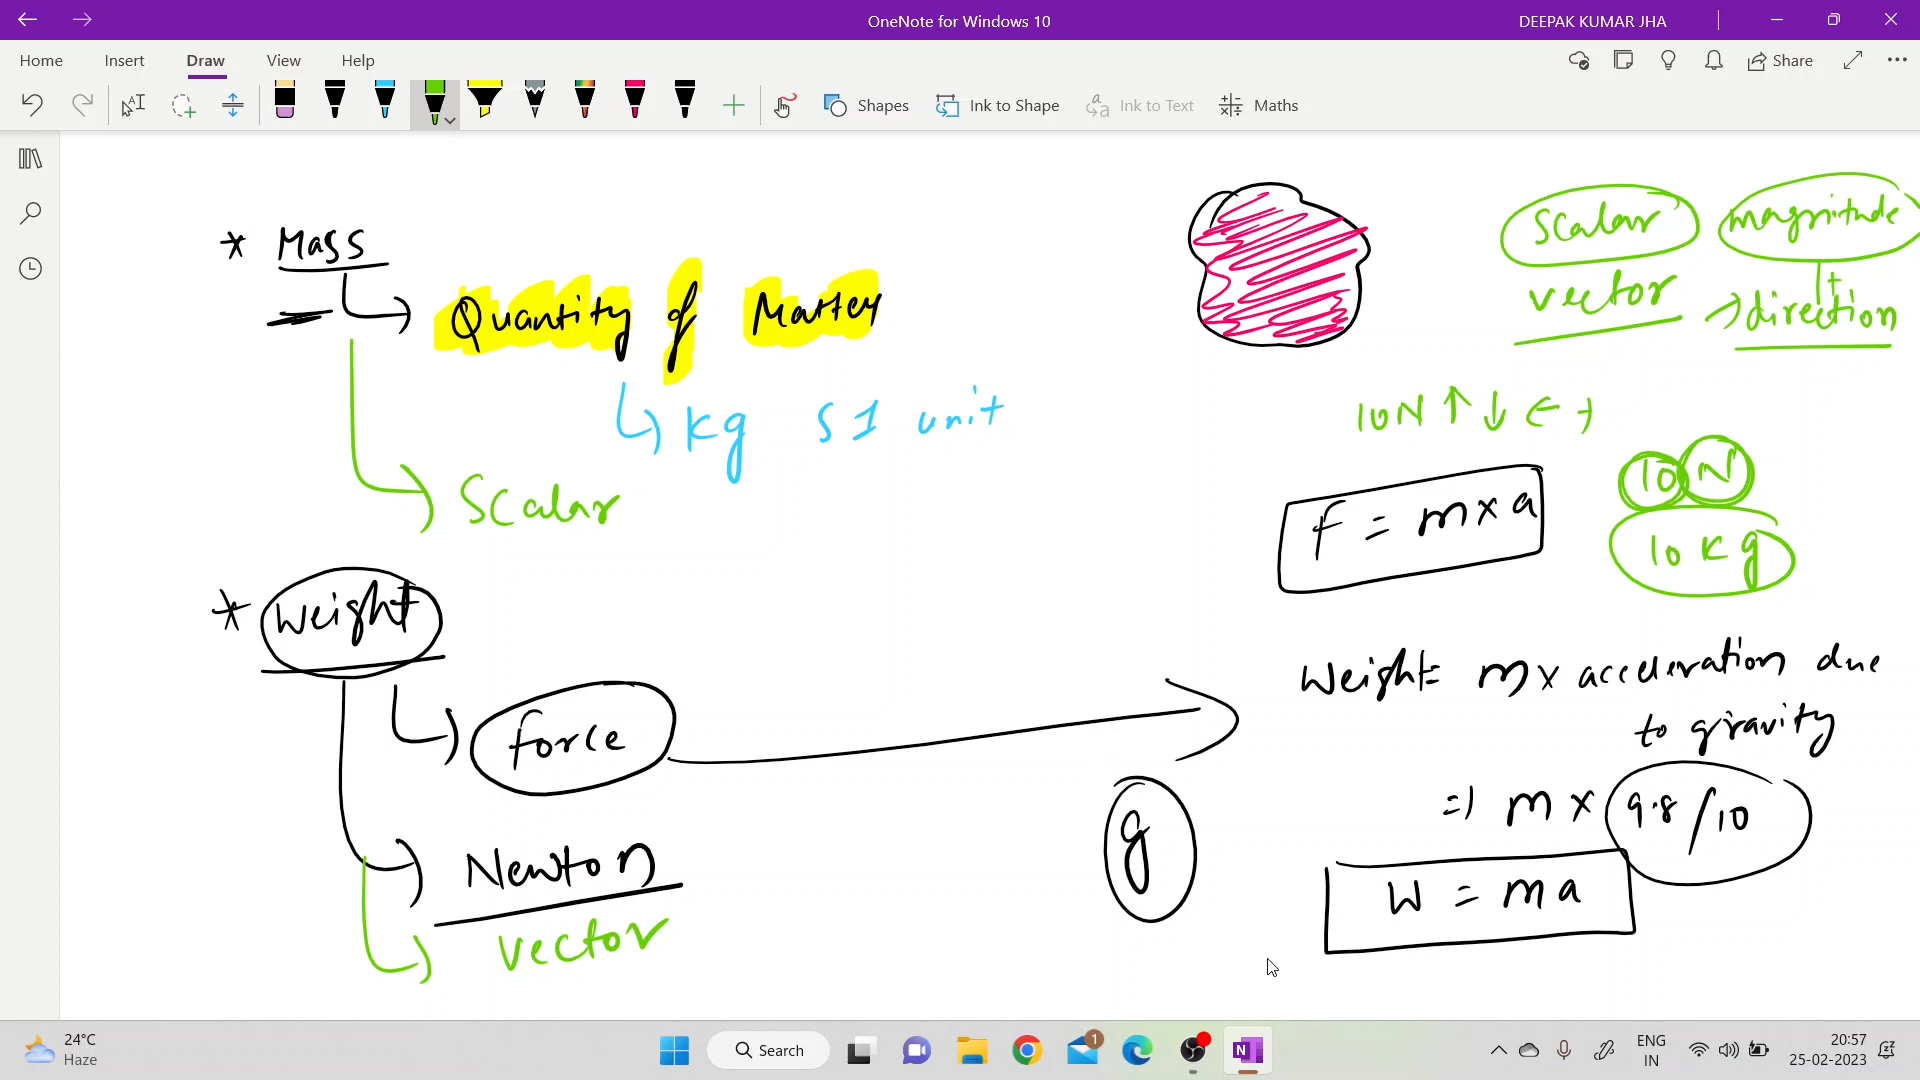 OneNote for Windows 10
DEEPAK KUMAR JHA
Home Insert Draw View Help
Share
Shapes Ink to Shape Ink to Text Maths
* Mass
Quantity of Matter
kg SI unit
Scalar
* Weight
force
Newton
vector
g
Scalar magnitude
+
vector → direction
10N ↑ ↓ ←
F = m x a
10 N
10 kg
Weight = m x acceleration due
to gravity
=) m x 9.8/10
W = ma
24°C
Haze
Search
1
ENG
IN
20:57
25-02-2023